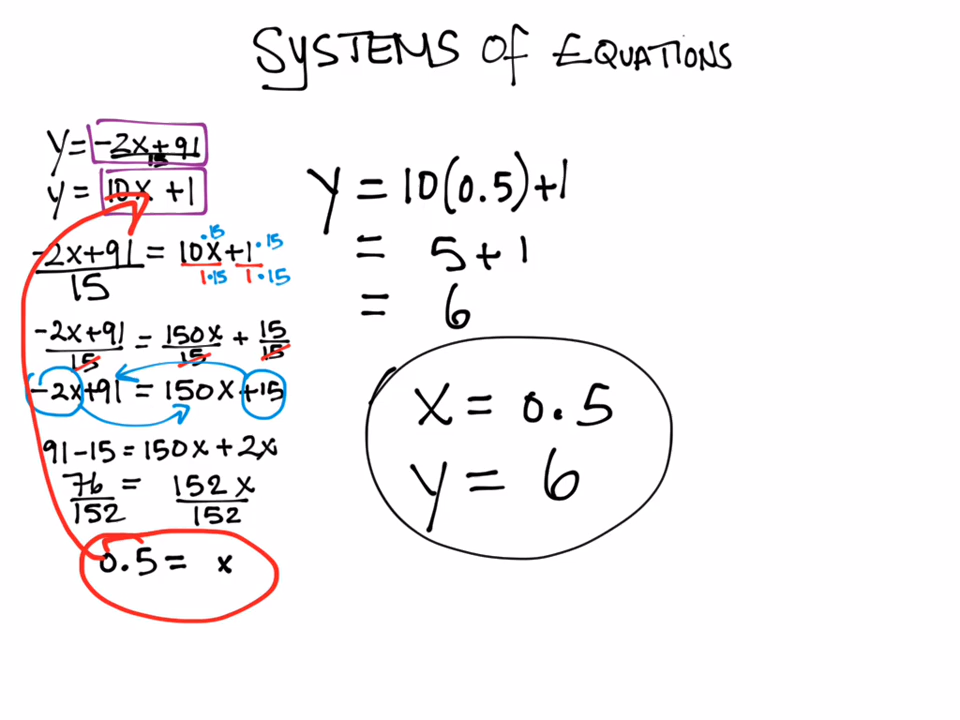 SYSTEMS Of EQUATIONS
y = -2x+91
15
y = 10x +1
-2x+91 = 10x·15 + 1·15
15 1·15 1·15
-2x+91 = 150x + 15
15 15 15
-2x+91 = 150x+15
91-15 = 150x+2x
76 = 152x
152 152
0.5 = x
y = 10(0.5)+1
= 5+1
= 6
x = 0.5
y = 6